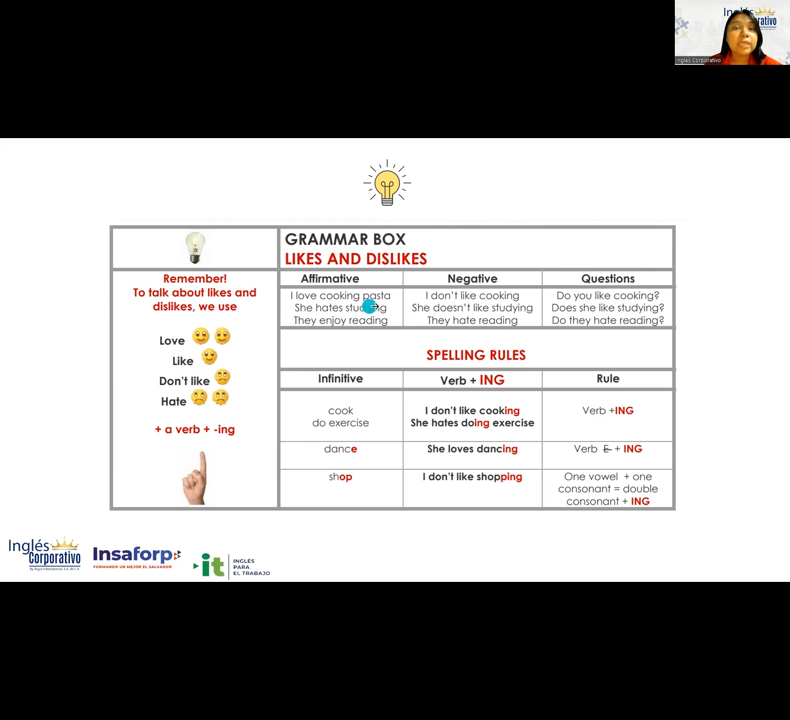 Inglés
Corporativo
GRAMMAR BOX
LIKES AND DISLIKES
Remember!
To talk about likes and
dislikes, we use
Love
Like
Don't like
Hate
+ a verb + -ing
Affirmative
Negative
Questions
I love cooking pasta
I don't like cooking
Do you like cooking?
She hates
She doesn't like studying
Does she like studying?
They enjoy reading
They hate reading
Do they hate reading?
SPELLING RULES
Infinitive
Verb + ING
Rule
cook
do exercise
I don't like cooking
She hates doing exercise
Verb +ING
dance
She loves dancing
Verb E + ING
shop
I don't like shopping
One vowel + one
consonant = double
consonant + ING
Inglés
Corporativo
Insaforp
FORMANDO UN MEJOR EL SALVADOR
it
INGLÉS
PARA
EL TRABAJO